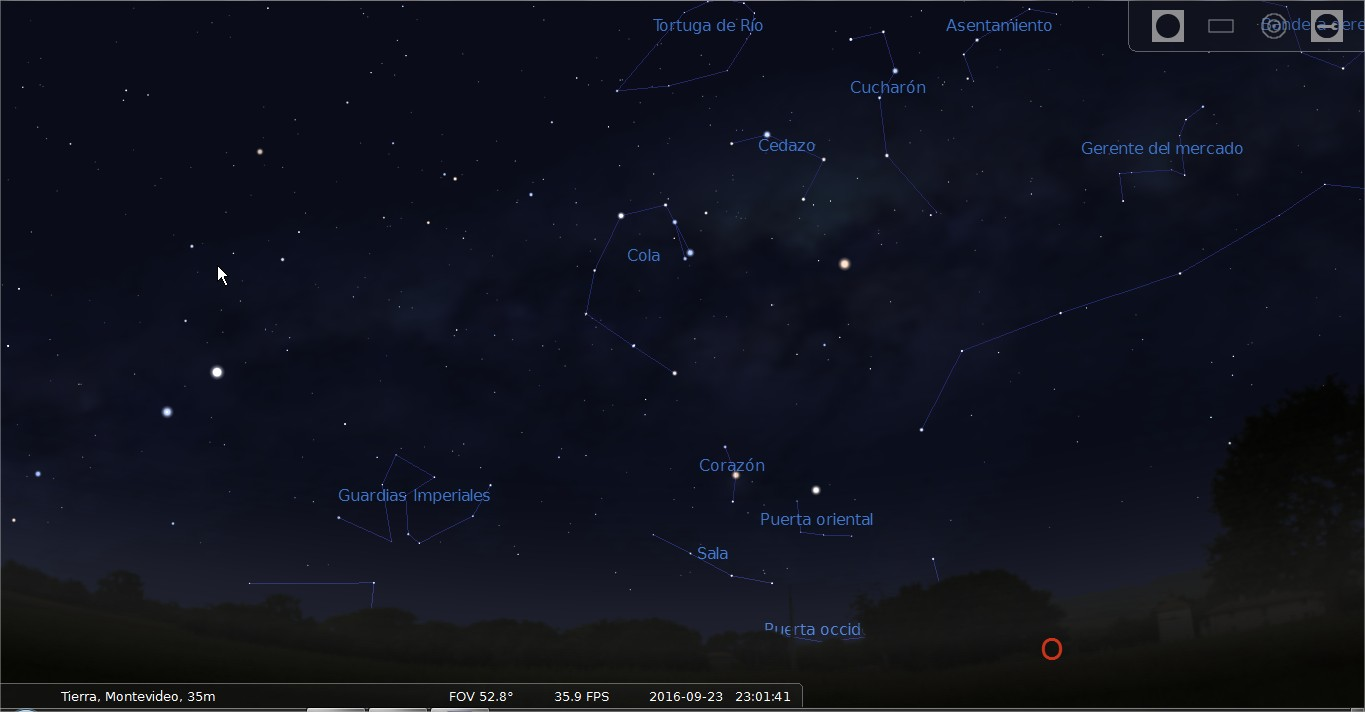 Tortuga de Río
Asentamiento
Cucharón
Cedazo
Gerente del mercado
Cola
Corazón
Guardias Imperiales
Puerta oriental
Sala
Puerta occid
O
Tierra, Montevideo, 35m FOV 52.8° 35.9 FPS 2016-09-23 23:01:41